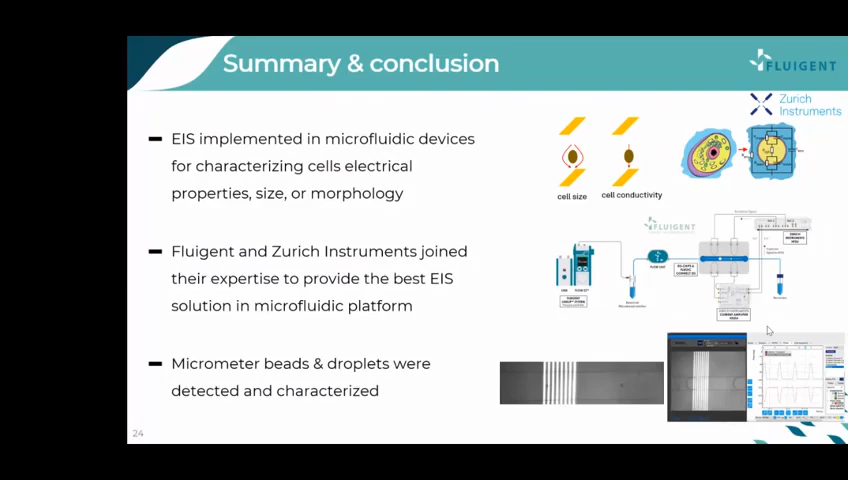 Summary & conclusion
FLUIGENT
Zurich
Instruments
EIS implemented in microfluidic devices
for characterizing cells electrical
properties, size, or morphology
cell size
cell conductivity
Fluigent and Zurich Instruments joined
their expertise to provide the best EIS
solution in microfluidic platform
FLUIGENT
Micrometer beads & droplets were
detected and characterized
24